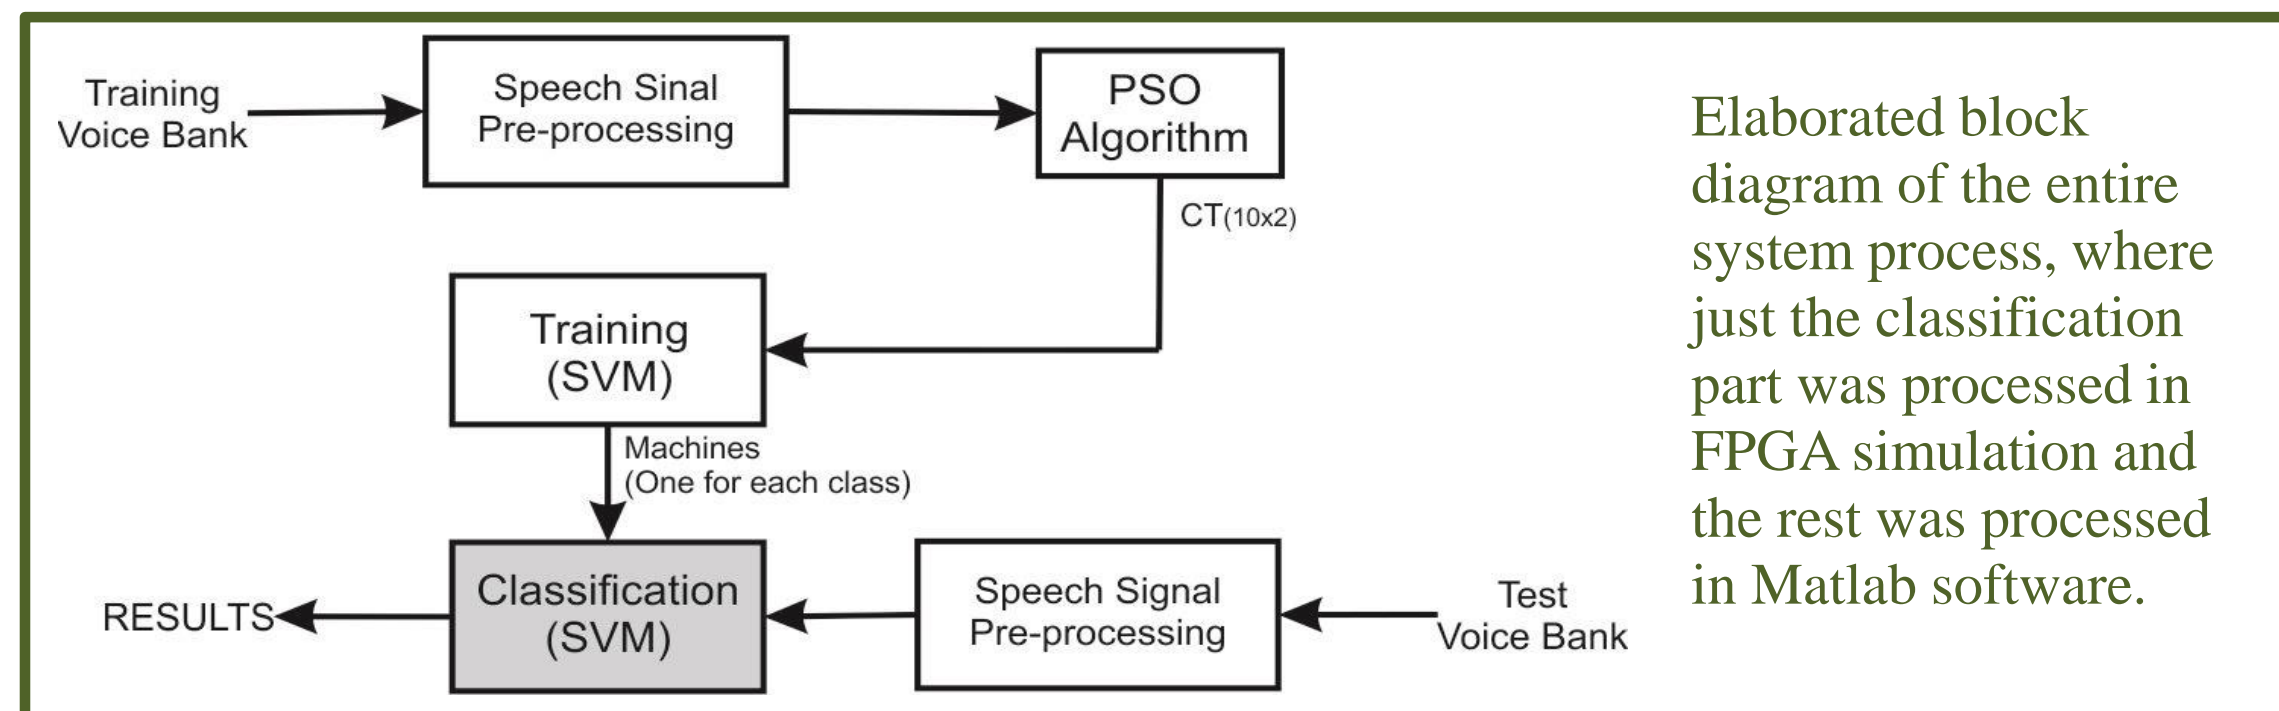 Training
Voice Bank
Speech Sinal
Pre-processing
PSO
Algorithm
CT(10x2)
Training
(SVM)
Machines
(One for each class)
Classification
(SVM)
RESULTS
Speech Signal
Pre-processing
Test
Voice Bank
Elaborated block
diagram of the entire
system process, where
just the classification
part was processed in
FPGA simulation and
the rest was processed
in Matlab software.